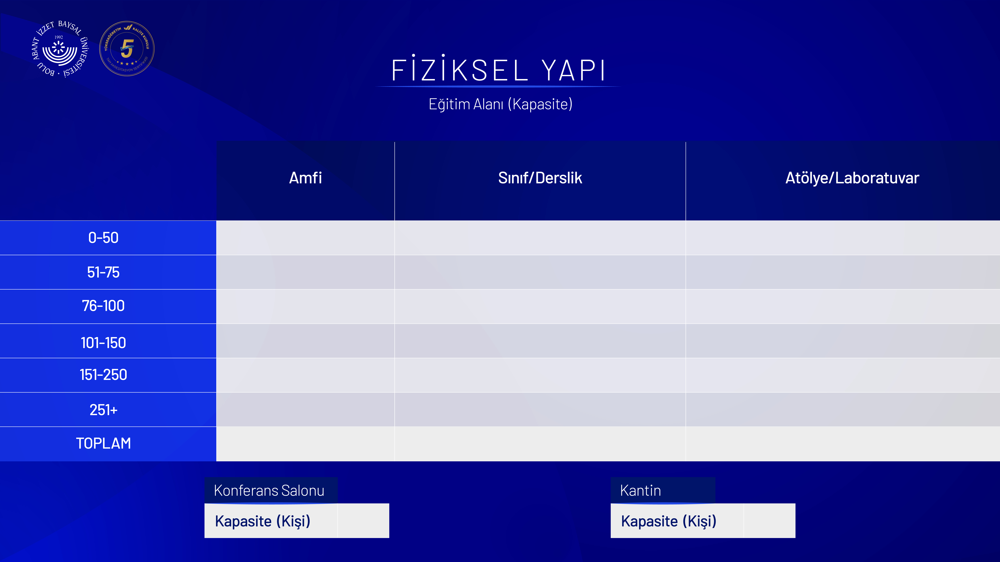 BOLU ABANT İZZET BAYSAL ÜNİVERSİTESİ
1992
YÜKSEKÖĞRETİM KALİTE KURULU
5
TAM AKREDİTASYON SERTİFİKASI
FİZİKSEL YAPI
Eğitim Alanı (Kapasite)
Amfi Sınıf/Derslik Atölye/Laboratuvar
0-50
51-75
76-100
101-150
151-250
251+
TOPLAM
Konferans Salonu Kantin
Kapasite (Kişi) Kapasite (Kişi)